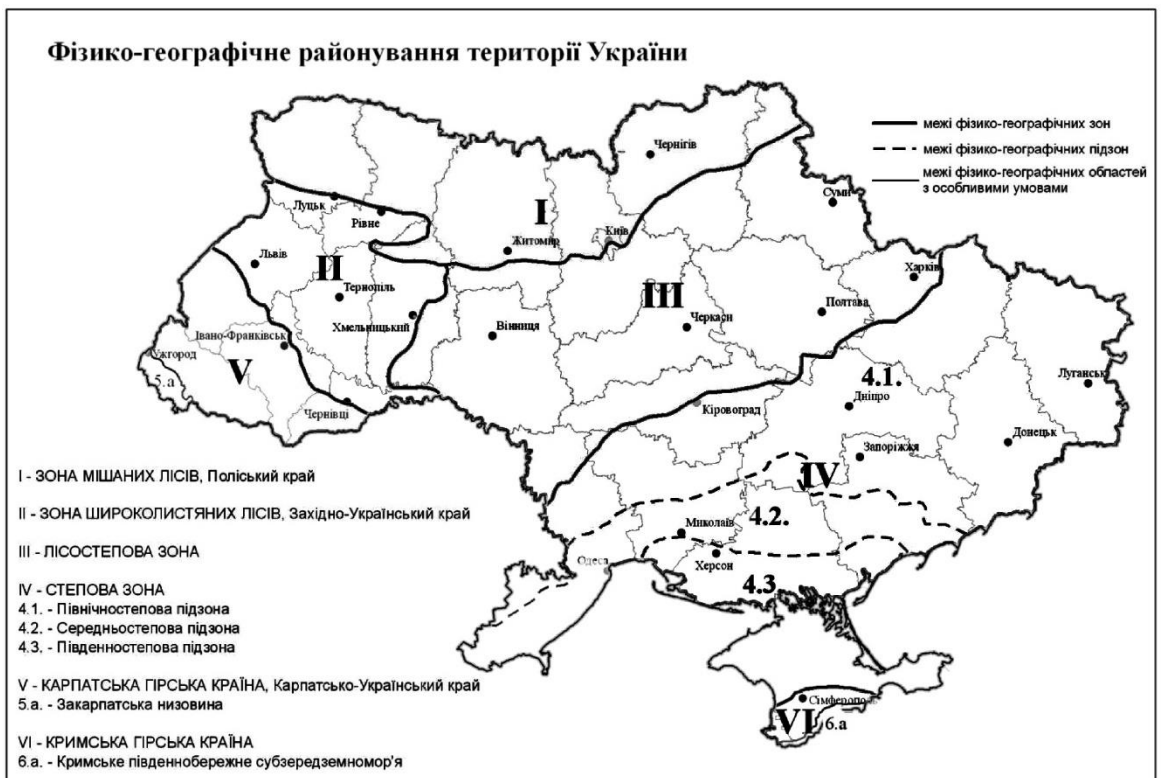 Фізико-географічне районування території України
межі фізико-географічних зон
межі фізико-географічних підзон
межі фізико-географічних областей
з особливими умовами
Чернігів
Суми
Луцьк
Рівне
I
Київ
Житомир
Львів
II
Тернопіль
Хмельницький
III
Харків
Полтава
Черкаси
Вінниця
Івано-Франківськ
Ужгород
V
5.а
Чернівці
4.1.
Дніпро
Луганськ
Кіровоград
Донецьк
Запоріжжя
IV
4.2.
Миколаїв
Херсон
Одеса
4.3
Сімферополь
VI
6.а
I - ЗОНА МІШАНИХ ЛІСІВ, Поліський край
II - ЗОНА ШИРОКОЛИСТЯНИХ ЛІСІВ, Західно-Український край
III - ЛІСОСТЕПОВА ЗОНА
IV - СТЕПОВА ЗОНА
4.1. - Північностепова підзона
4.2. - Середньостепова підзона
4.3. - Південностепова підзона
V - КАРПАТСЬКА ГІРСЬКА КРАЇНА, Карпатсько-Український край
5.а. - Закарпатська низовина
VI - КРИМСЬКА ГІРСЬКА КРАЇНА
6.а - Кримське південнобережне субзередземномор'я